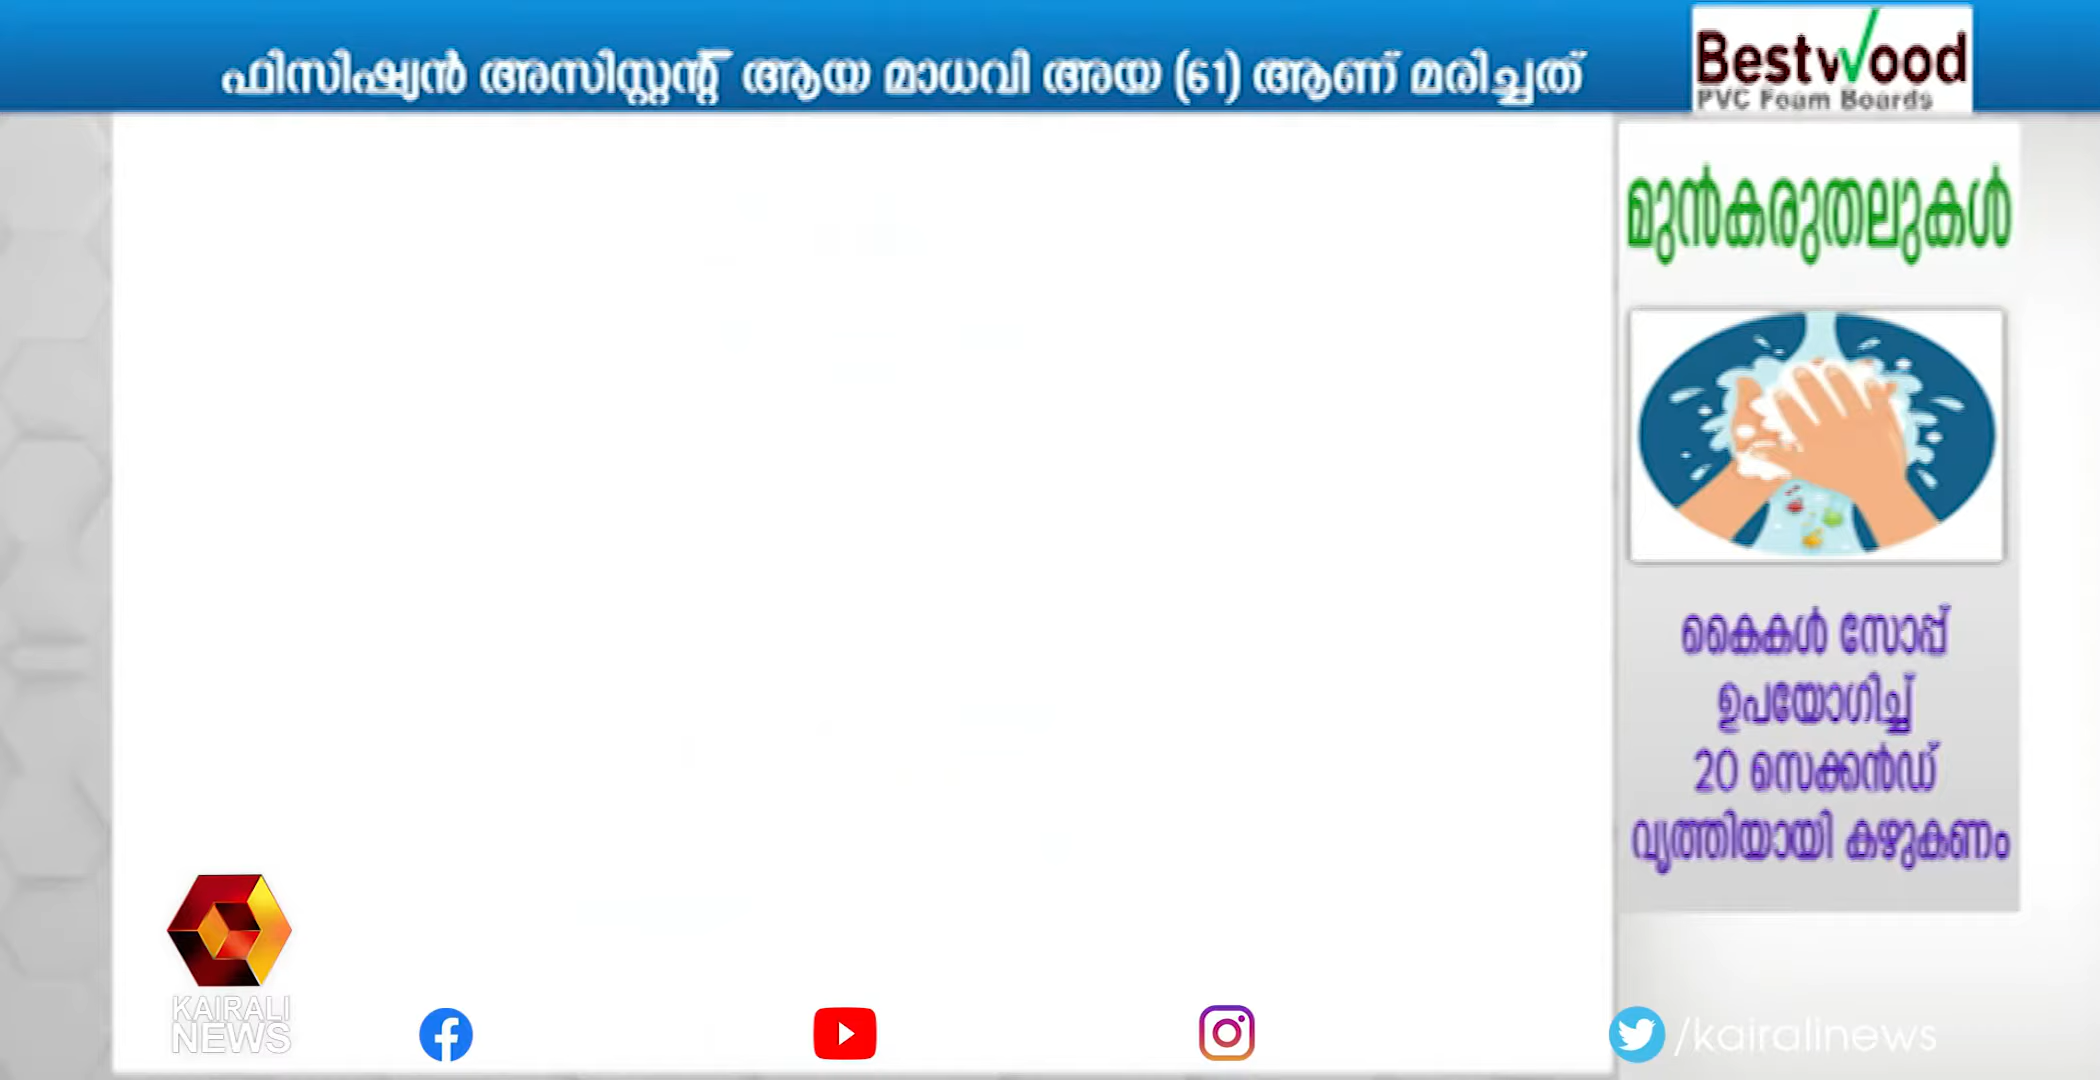 ഫിസിഷ്യൻ അസിസ്റ്റന്റ് ആയ മാധവി അയ (61) ആണ് മരിച്ചത്
Bestwood
PVC Foam Boards
മുൻകരുതലുകൾ
കൈകൾ സോപ്പ്
ഉപയോഗിച്ച്
20 സെക്കൻഡ്
വൃത്തിയായി കഴുകണം
KAIRALI
NEWS
/kairalinews